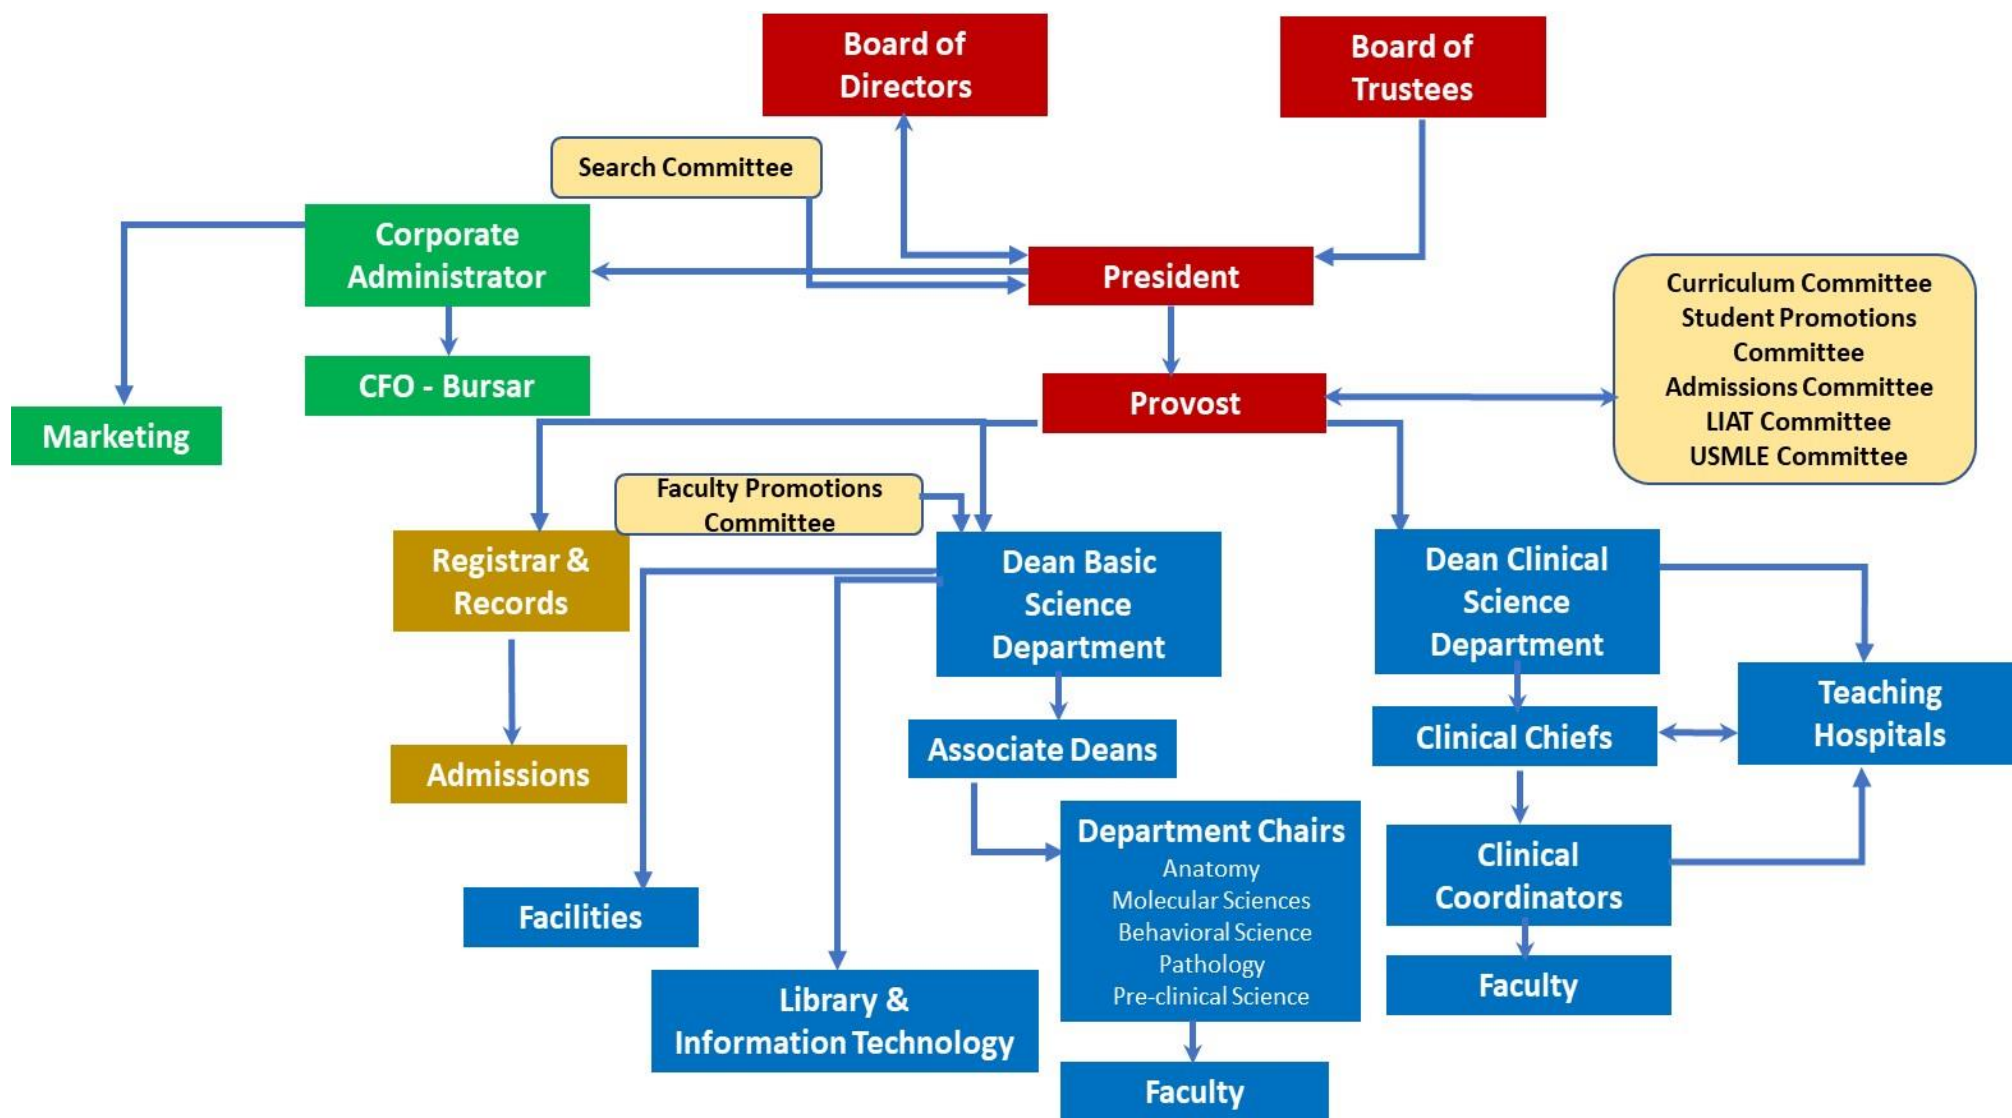 Board of
Directors
Board of
Trustees
Search Committee
Corporate
Administrator
President
Curriculum Committee
Student Promotions
Committee
Admissions Committee
LIAT Committee
USMLE Committee
CFO - Bursar
Provost
Marketing
Faculty Promotions
Committee
Registrar &
Records
Dean Basic
Science
Department
Dean Clinical
Science
Department
Teaching
Hospitals
Associate Deans
Clinical Chiefs
Admissions
Department Chairs
Anatomy
Molecular Sciences
Behavioral Science
Pathology
Pre-clinical Science
Clinical
Coordinators
Facilities
Library &
Information Technology
Faculty
Faculty